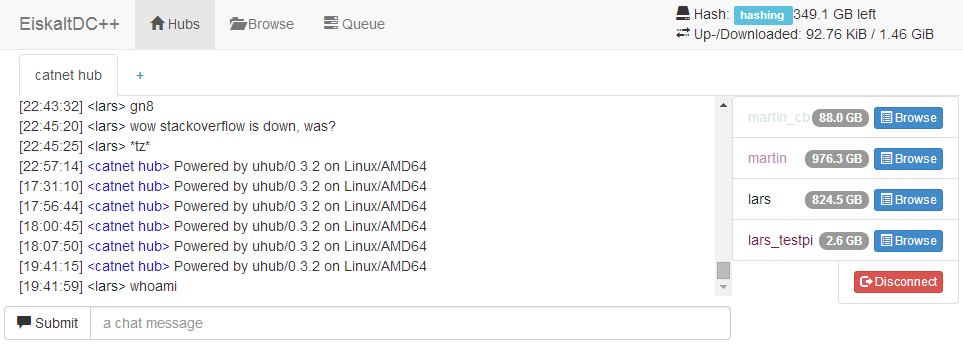 EiskaltDC++ Hubs Browse Queue
Hash: hashing 349.1 GB left
Up-/Downloaded: 92.76 KiB / 1.46 GiB
catnet hub +
[22:43:32] <lars> gn8
[22:45:20] <lars> wow stackoverflow is down, was?
[22:45:25] <lars> *tz*
[22:57:14] <catnet hub> Powered by uhub/0.3.2 on Linux/AMD64
[17:31:10] <catnet hub> Powered by uhub/0.3.2 on Linux/AMD64
[17:56:44] <catnet hub> Powered by uhub/0.3.2 on Linux/AMD64
[18:00:45] <catnet hub> Powered by uhub/0.3.2 on Linux/AMD64
[18:07:50] <catnet hub> Powered by uhub/0.3.2 on Linux/AMD64
[19:41:15] <catnet hub> Powered by uhub/0.3.2 on Linux/AMD64
[19:41:59] <lars> whoami
martin_cb 88.0 GB Browse
martin 976.3 GB Browse
lars 824.5 GB Browse
lars_testpi 2.6 GB Browse
Disconnect
Submit a chat message